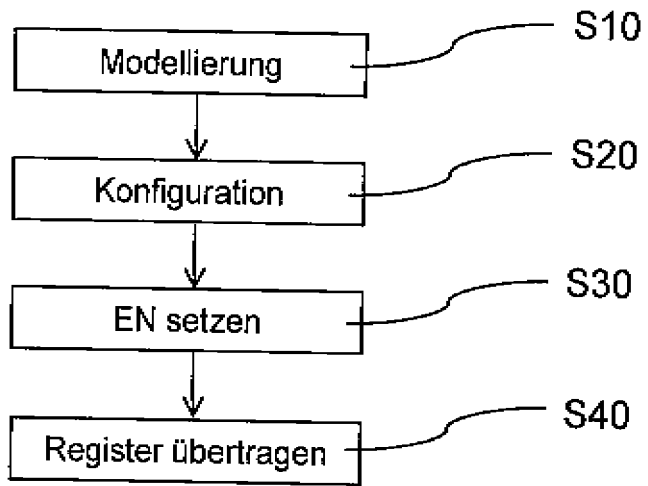 Modellierung
S10
Konfiguration
S20
EN setzen
S30
Register übertragen
S40